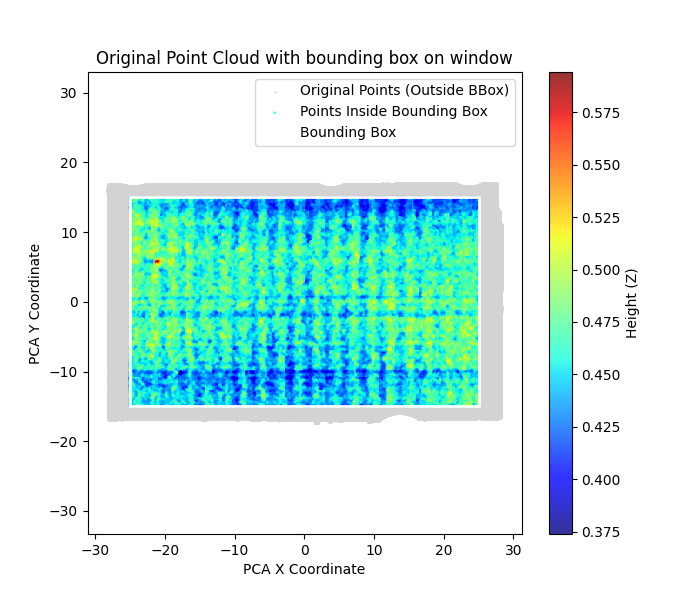 Original Point Cloud with bounding box on window
Original Points (Outside BBox)
Points Inside Bounding Box
Bounding Box
30
20
10
0
−10
−20
−30
PCA Y Coordinate
−30 −20 −10 0 10 20 30
PCA X Coordinate
0.575
0.550
0.525
0.500
0.475
0.450
0.425
0.400
0.375
Height (Z)